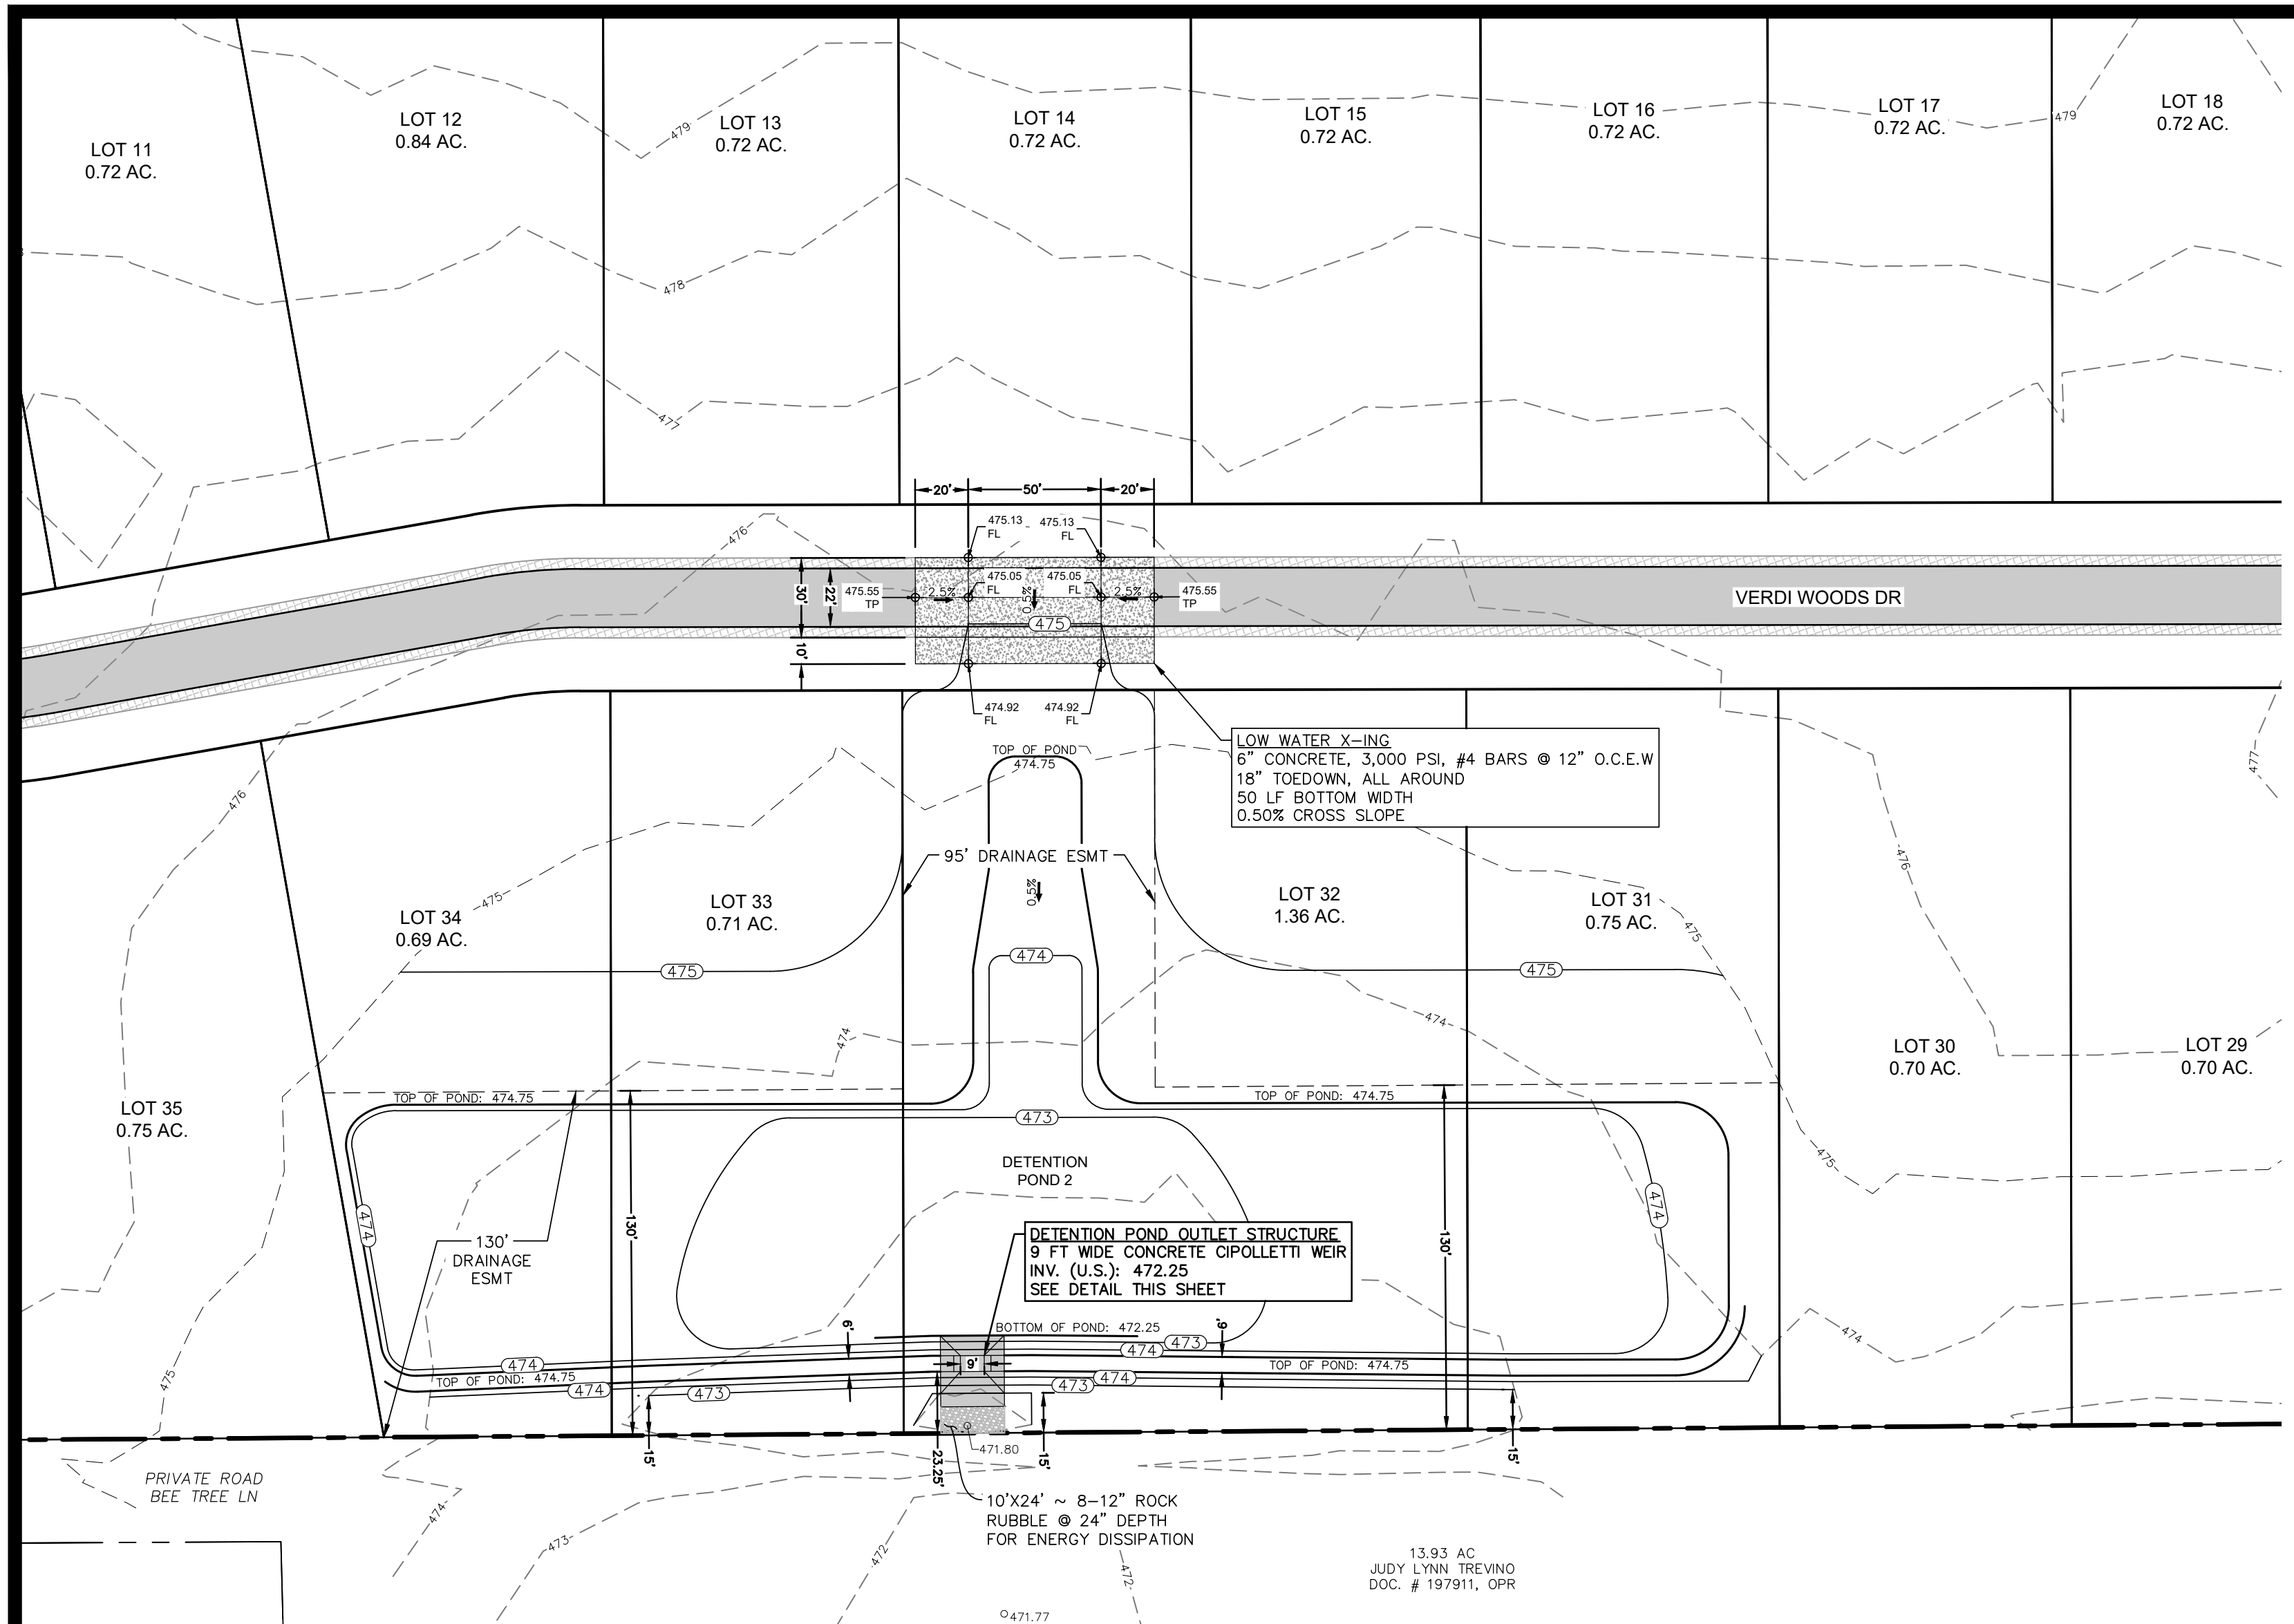 LOT 11
0.72 AC.
LOT 12
0.84 AC.
LOT 13
0.72 AC.
LOT 14
0.72 AC.
LOT 15
0.72 AC.
LOT 16
0.72 AC.
LOT 17
0.72 AC.
LOT 18
0.72 AC.
479
479
478
477
20'
50'
20'
475.13
FL
475.13
FL
476
30'
22'
10'
475.55
TP
2.5%
475.05
FL
475.05
FL
0.5%
2.5%
475.55
TP
475
VERDI WOODS DR
474.92
FL
474.92
FL
LOW WATER X-ING
6" CONCRETE, 3,000 PSI, #4 BARS @ 12" O.C.E.W
18" TOEDOWN, ALL AROUND
50 LF BOTTOM WIDTH
0.50% CROSS SLOPE
TOP OF POND
474.75
477
476
476
95' DRAINAGE ESMT
0.5%
475
LOT 34
0.69 AC.
LOT 33
0.71 AC.
LOT 32
1.36 AC.
LOT 31
0.75 AC.
475
474
475
475
474
474
LOT 30
0.70 AC.
LOT 29
0.70 AC.
LOT 35
0.75 AC.
TOP OF POND: 474.75
TOP OF POND: 474.75
473
DETENTION
POND 2
475
474
474
130'
130'
130'
DRAINAGE
ESMT
DETENTION POND OUTLET STRUCTURE
9 FT WIDE CONCRETE CIPOLLETTI WEIR
INV. (U.S.): 472.25
SEE DETAIL THIS SHEET
6'
BOTTOM OF POND: 472.25
6'
473
474
474
474
9'
TOP OF POND: 474.75
TOP OF POND: 474.75
475
474
473
473
474
15'
23.25'
471.80
15'
15'
PRIVATE ROAD
BEE TREE LN
10'X24' ~ 8-12" ROCK
RUBBLE @ 24" DEPTH
FOR ENERGY DISSIPATION
474
473
472
472
13.93 AC
JUDY LYNN TREVINO
DOC. # 197911, OPR
471.77